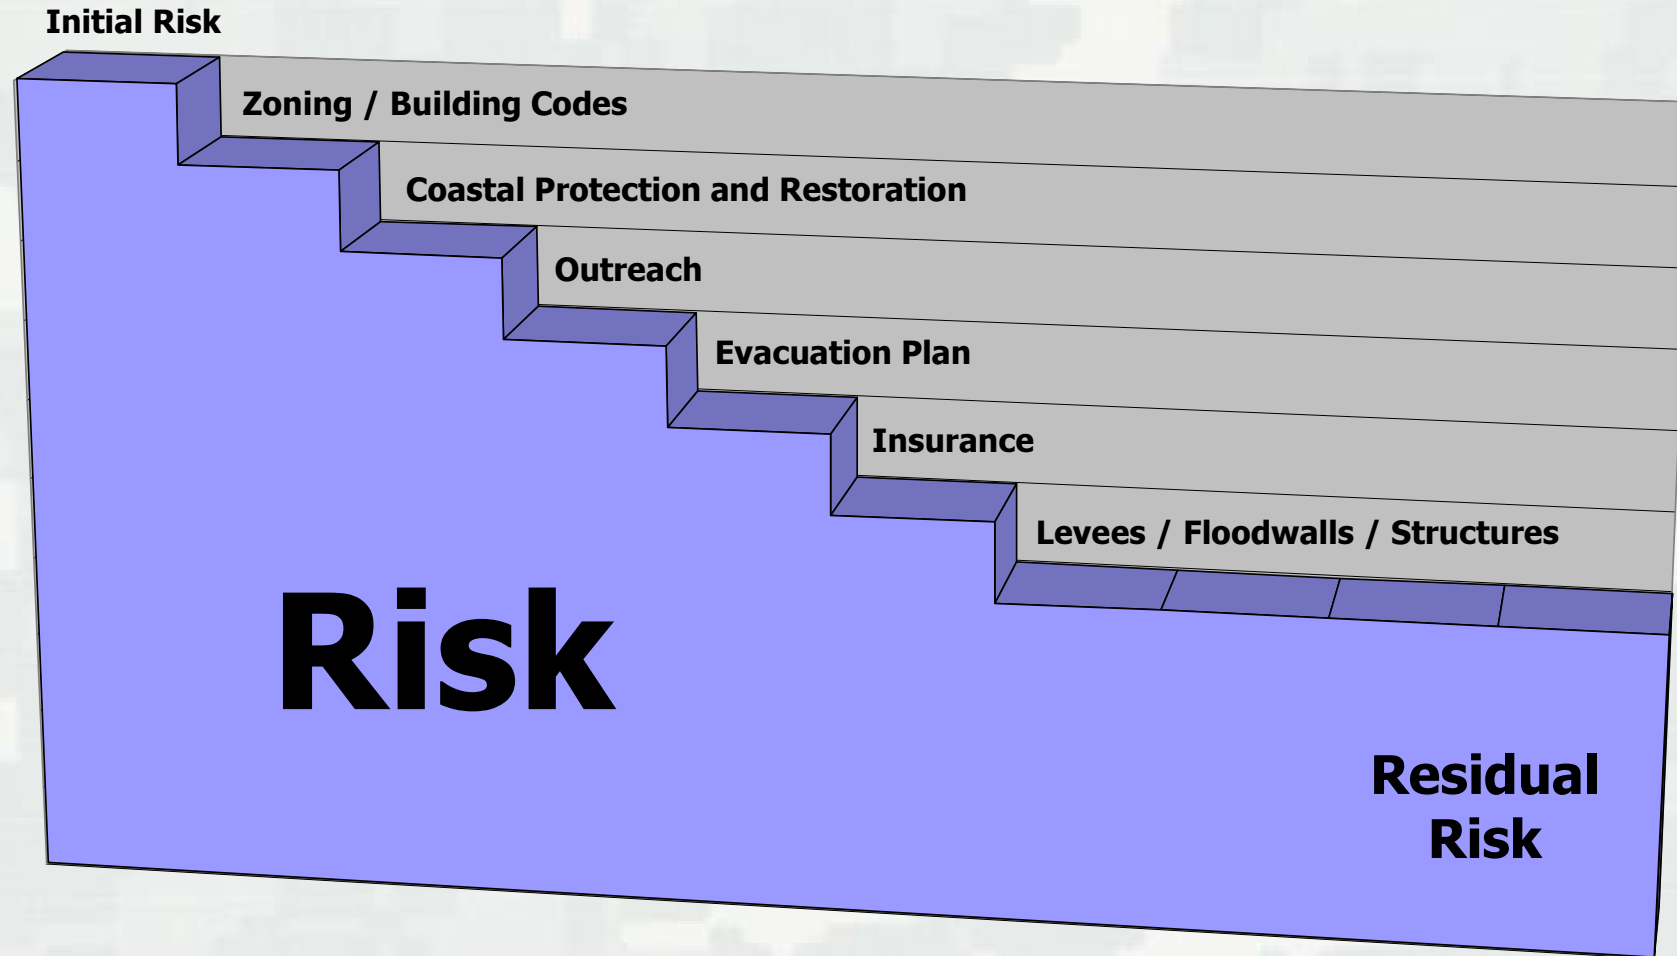 Initial Risk
Zoning / Building Codes
Coastal Protection and Restoration
Outreach
Evacuation Plan
Insurance
Levees / Floodwalls / Structures
Risk
Residual
Risk